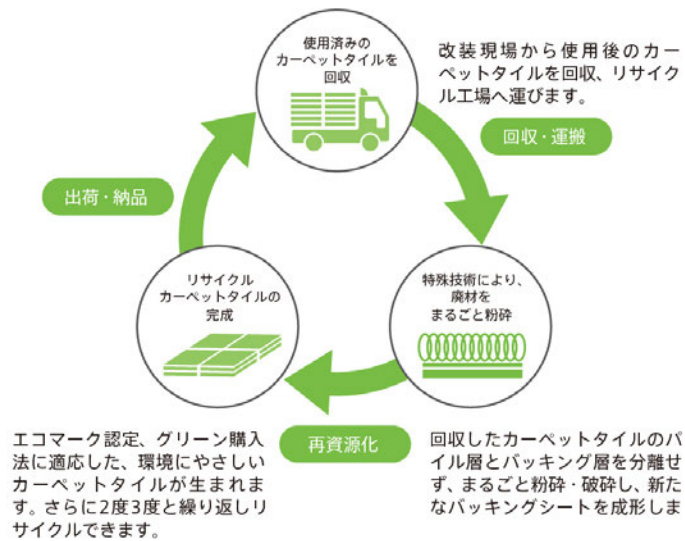 使用済みの
カーペットタイルを
回収
改装現場から使用後のカー
ペットタイルを回収、リサイク
ル工場へ運びます。
回収・運搬
出荷・納品
特殊技術により、
廃材を
まるごと粉砕
リサイクル
カーペットタイルの
完成
再資源化
回収したカーペットタイルのパ
イル層とバッキング層を分離せ
ず、まるごと粉砕・破砕し、新た
なバッキングシートを成形しま
エコマーク認定、グリーン購入
法に適応した、環境にやさしい
カーペットタイルが生まれま
す。さらに2度3度と繰り返しリ
サイクルできます。